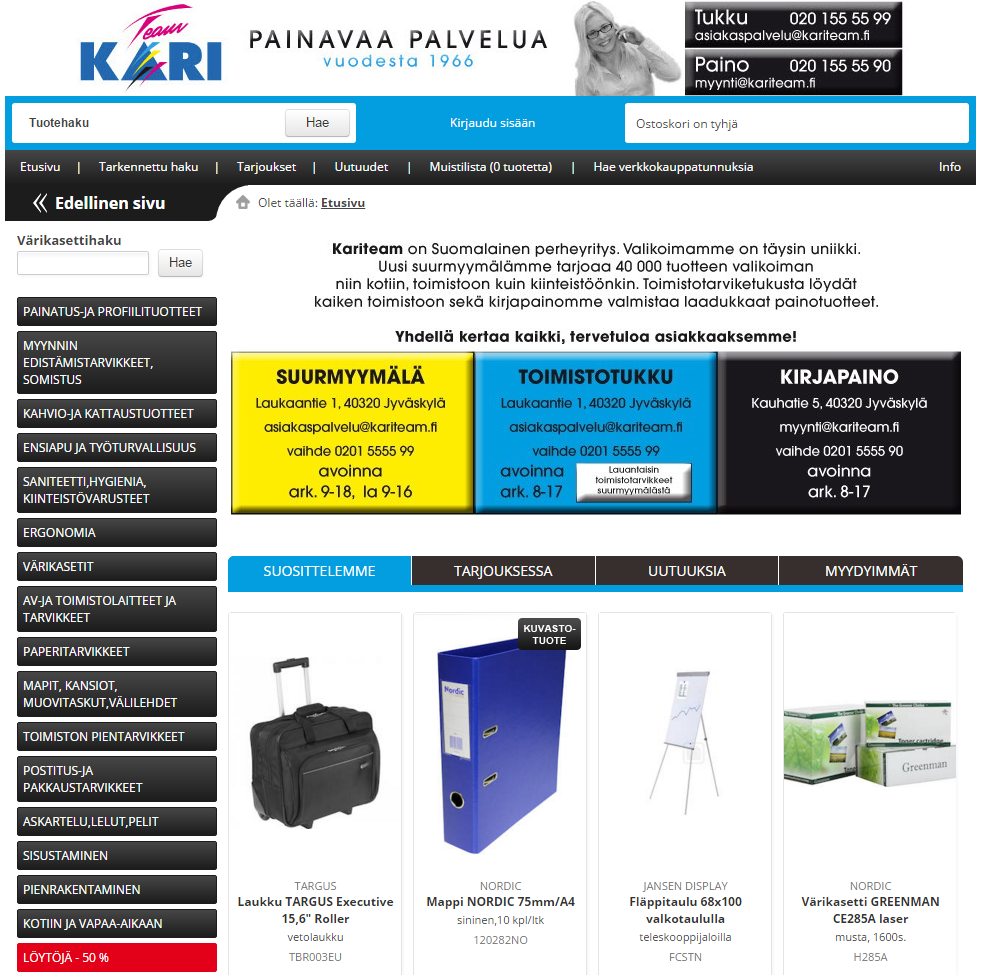 Team
KARI
PAINAVAA PALVELUA
vuodesta 1966
Tukku 020 155 55 99
asiakaspalvelu@kariteam.fi
Paino 020 155 55 90
myynti@kariteam.fi
Tuotehaku
Hae
Kirjaudu sisään
Ostoskori on tyhjä
Etusivu | Tarkennettu haku | Tarjoukset | Uutuudet | Muistilista (0 tuotetta) | Hae verkkokauppatunnuksia
Info
Edellinen sivu
Olet täällä: Etusivu
Värikasettihaku
Hae
PAINATUS-JA PROFIILITUOTTEET
MYYNNIN
EDISTÄMISTARVIKKEET,
SOMISTUS
KAHVIO-JA KATTAUSTUOTTEET
ENSIAPU JA TYÖTURVALLISUUS
SANITEETTI,HYGIENIA,
KIINTEISTÖVARUSTEET
ERGONOMIA
VÄRIKASETIT
AV-JA TOIMISTOLAITTEET JA
TARVIKKEET
PAPERITARVIKKEET
MAPIT, KANSIOT,
MUOVITASKUT,VÄLILEHDET
TOIMISTON PIENTARVIKKEET
POSTITUS-JA
PAKKAUSTARVIKKEET
ASKARTELU,LELUT,PELIT
SISUSTAMINEN
PIENRAKENTAMINEN
KOTIIN JA VAPAA-AIKAAN
LÖYTÖJÄ - 50 %
Kariteam on Suomalainen perheyritys. Valikoimamme on täysin uniikki.
Uusi suurmyymälämme tarjoaa 40 000 tuotteen valikoiman
niin kotiin, toimistoon kuin kiinteistöönkin. Toimistotarviketukusta löydät
kaiken toimistoon sekä kirjapainomme valmistaa laadukkaat painotuotteet.
Yhdellä kertaa kaikki, tervetuloa asiakkaaksemme!
SUURMYYMÄLÄ
Laukaantie 1, 40320 Jyväskylä
asiakaspalvelu@kariteam.fi
vaihde 0201 5555 99
avoinna
ark. 9-18, la 9-16
TOIMISTOTUKKU
Laukaantie 1, 40320 Jyväskylä
asiakaspalvelu@kariteam.fi
vaihde 0201 5555 99
avoinna
ark. 8-17
Lauantaisin
toimistotarvikkeet
suurmyymälästä
KIRJAPAINO
Kauhatie 5, 40320 Jyväskylä
myynti@kariteam.fi
vaihde 0201 5555 90
avoinna
ark. 8-17
SUOSITTELEMME
TARJOUKSESSA
UUTUUKSIA
MYYDYIMMÄT
TARGUS
Laukku TARGUS Executive
15,6" Roller
vetolaukku
TBR003EU
KUVASTO-
TUOTE
Nordic
NORDIC
Mappi NORDIC 75mm/A4
sininen,10 kpl/ltk
120282NO
JANSEN DISPLAY
Fläppitaulu 68x100
valkotaululla
teleskooppijaloilla
FCSTN
Toner cartridge
Greenman
NORDIC
Värikasetti GREENMAN
CE285A laser
musta, 1600s.
H285A